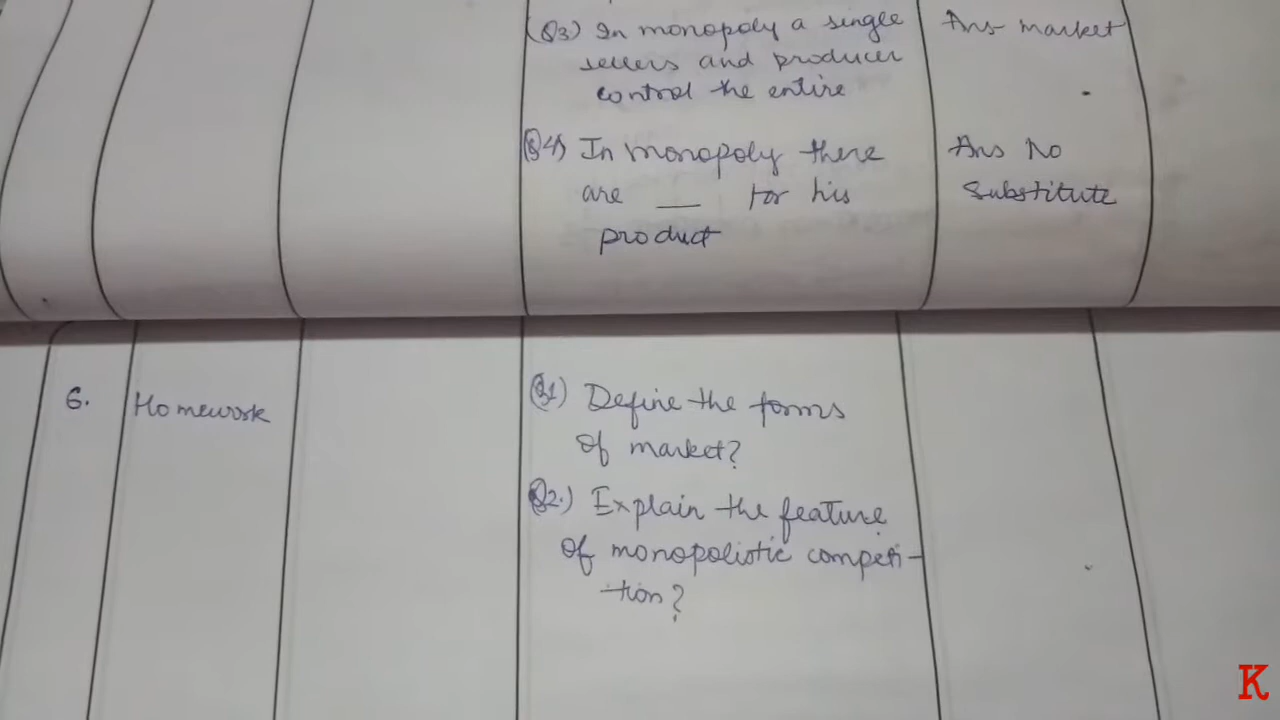 (Q3) In monopoly a single
sellers and producer
control the entire
Ans market
(Q4) In monopoly there
are __ for his
product
Ans No
Substitute
6.
Homework
(Q1) Define the forms
of market?
(Q2.) Explain the feature
of monopolistic competi-
-tion?
K